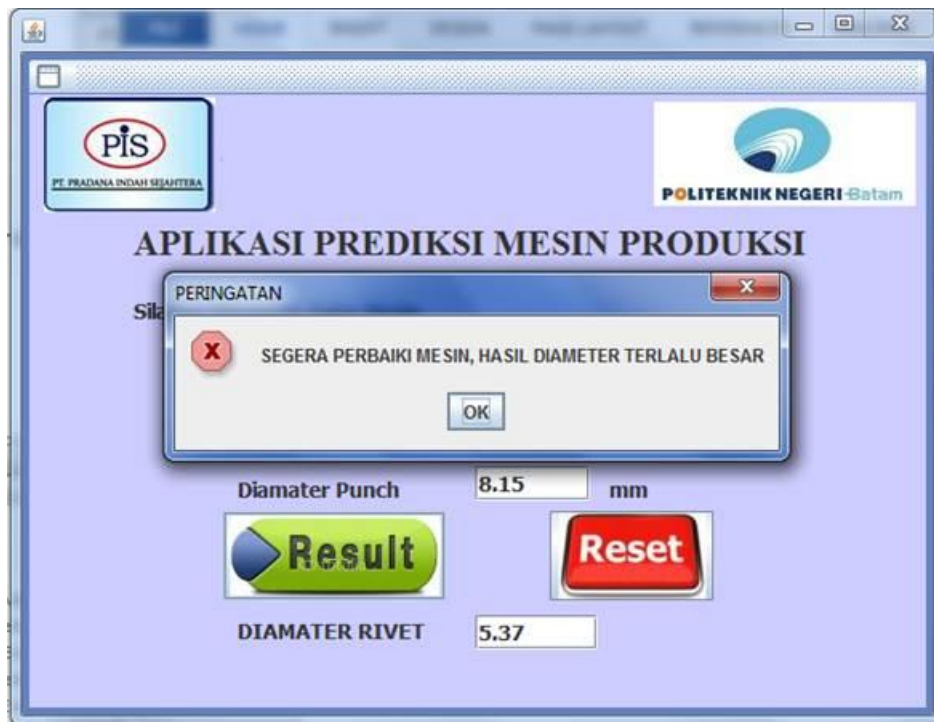 PIS
PT. PRADANA INDAH SEJAHTERA
POLITEKNIK NEGERI Batam
APLIKASI PREDIKSI MESIN PRODUKSI
PERINGATAN
SEGERA PERBAIKI MESIN, HASIL DIAMETER TERLALU BESAR
OK
Diamater Punch 8.15 mm
Result Reset
DIAMATER RIVET 5.37